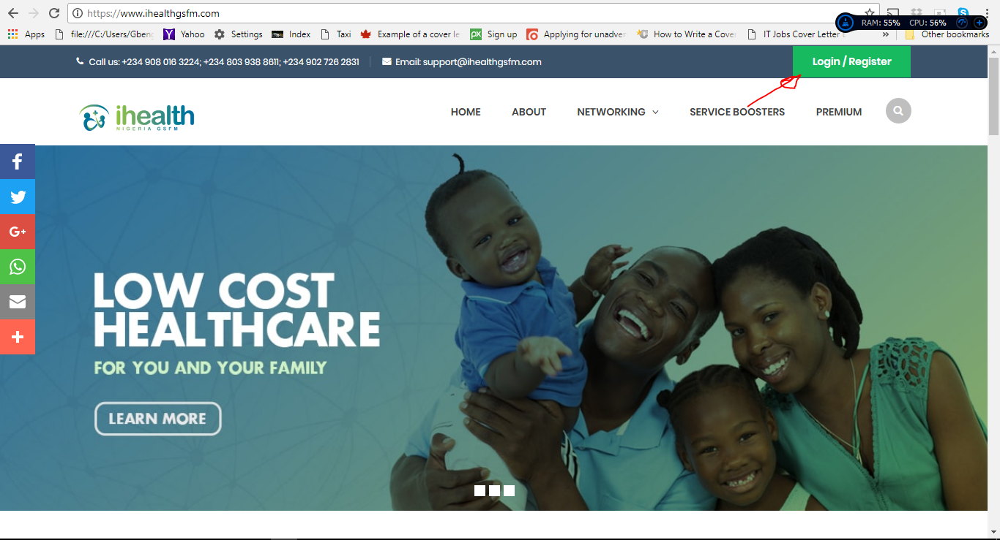 https://www.ihealthgsfm.com
RAM: 55% CPU: 56%
Apps file:///C:/Users/Gben Yahoo Settings Index Taxi Example of a cover le Sign up Applying for unadver How to Write a Cove IT Jobs Cover Letter » Other bookmarks
Call us: +234 908 016 3224; +234 803 938 8611; +234 902 726 2831 Email: support@ihealthgsfm.com Login / Register
ihealth
NIGERIA GSFM
HOME ABOUT NETWORKING SERVICE BOOSTERS PREMIUM
LOW COST
HEALTHCARE
FOR YOU AND YOUR FAMILY
LEARN MORE